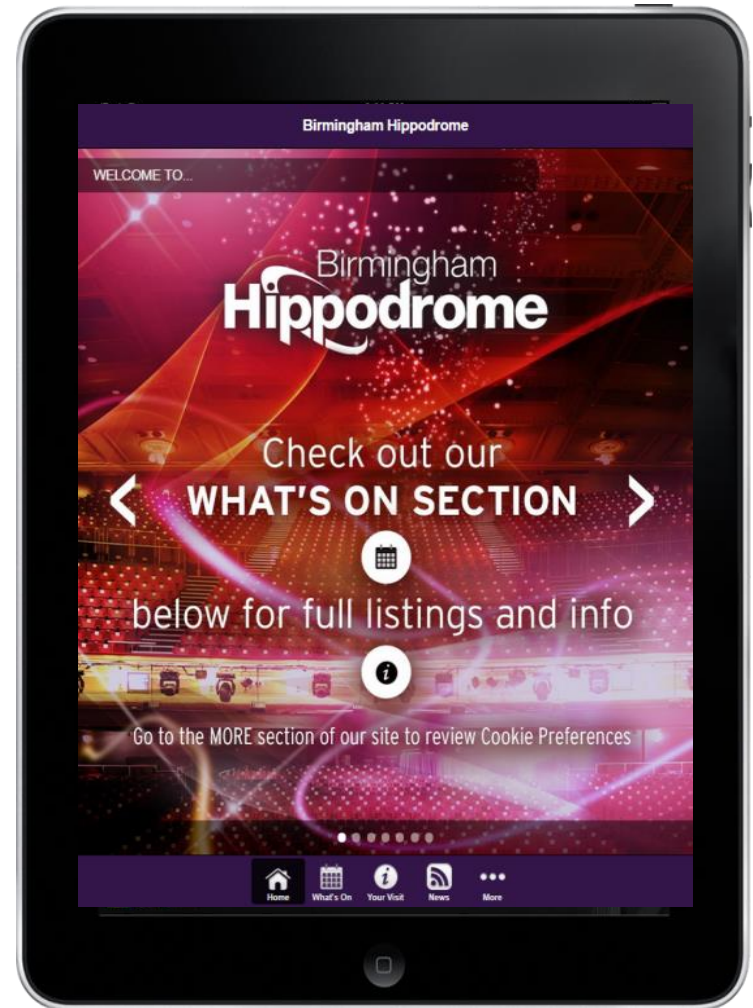 Birmingham Hippodrome
WELCOME TO...
Birmingham
Hippodrome
Check out our
WHAT'S ON SECTION
below for full listings and info
Go to the MORE section of our site to review Cookie Preferences
Home What's On Your Visit News More